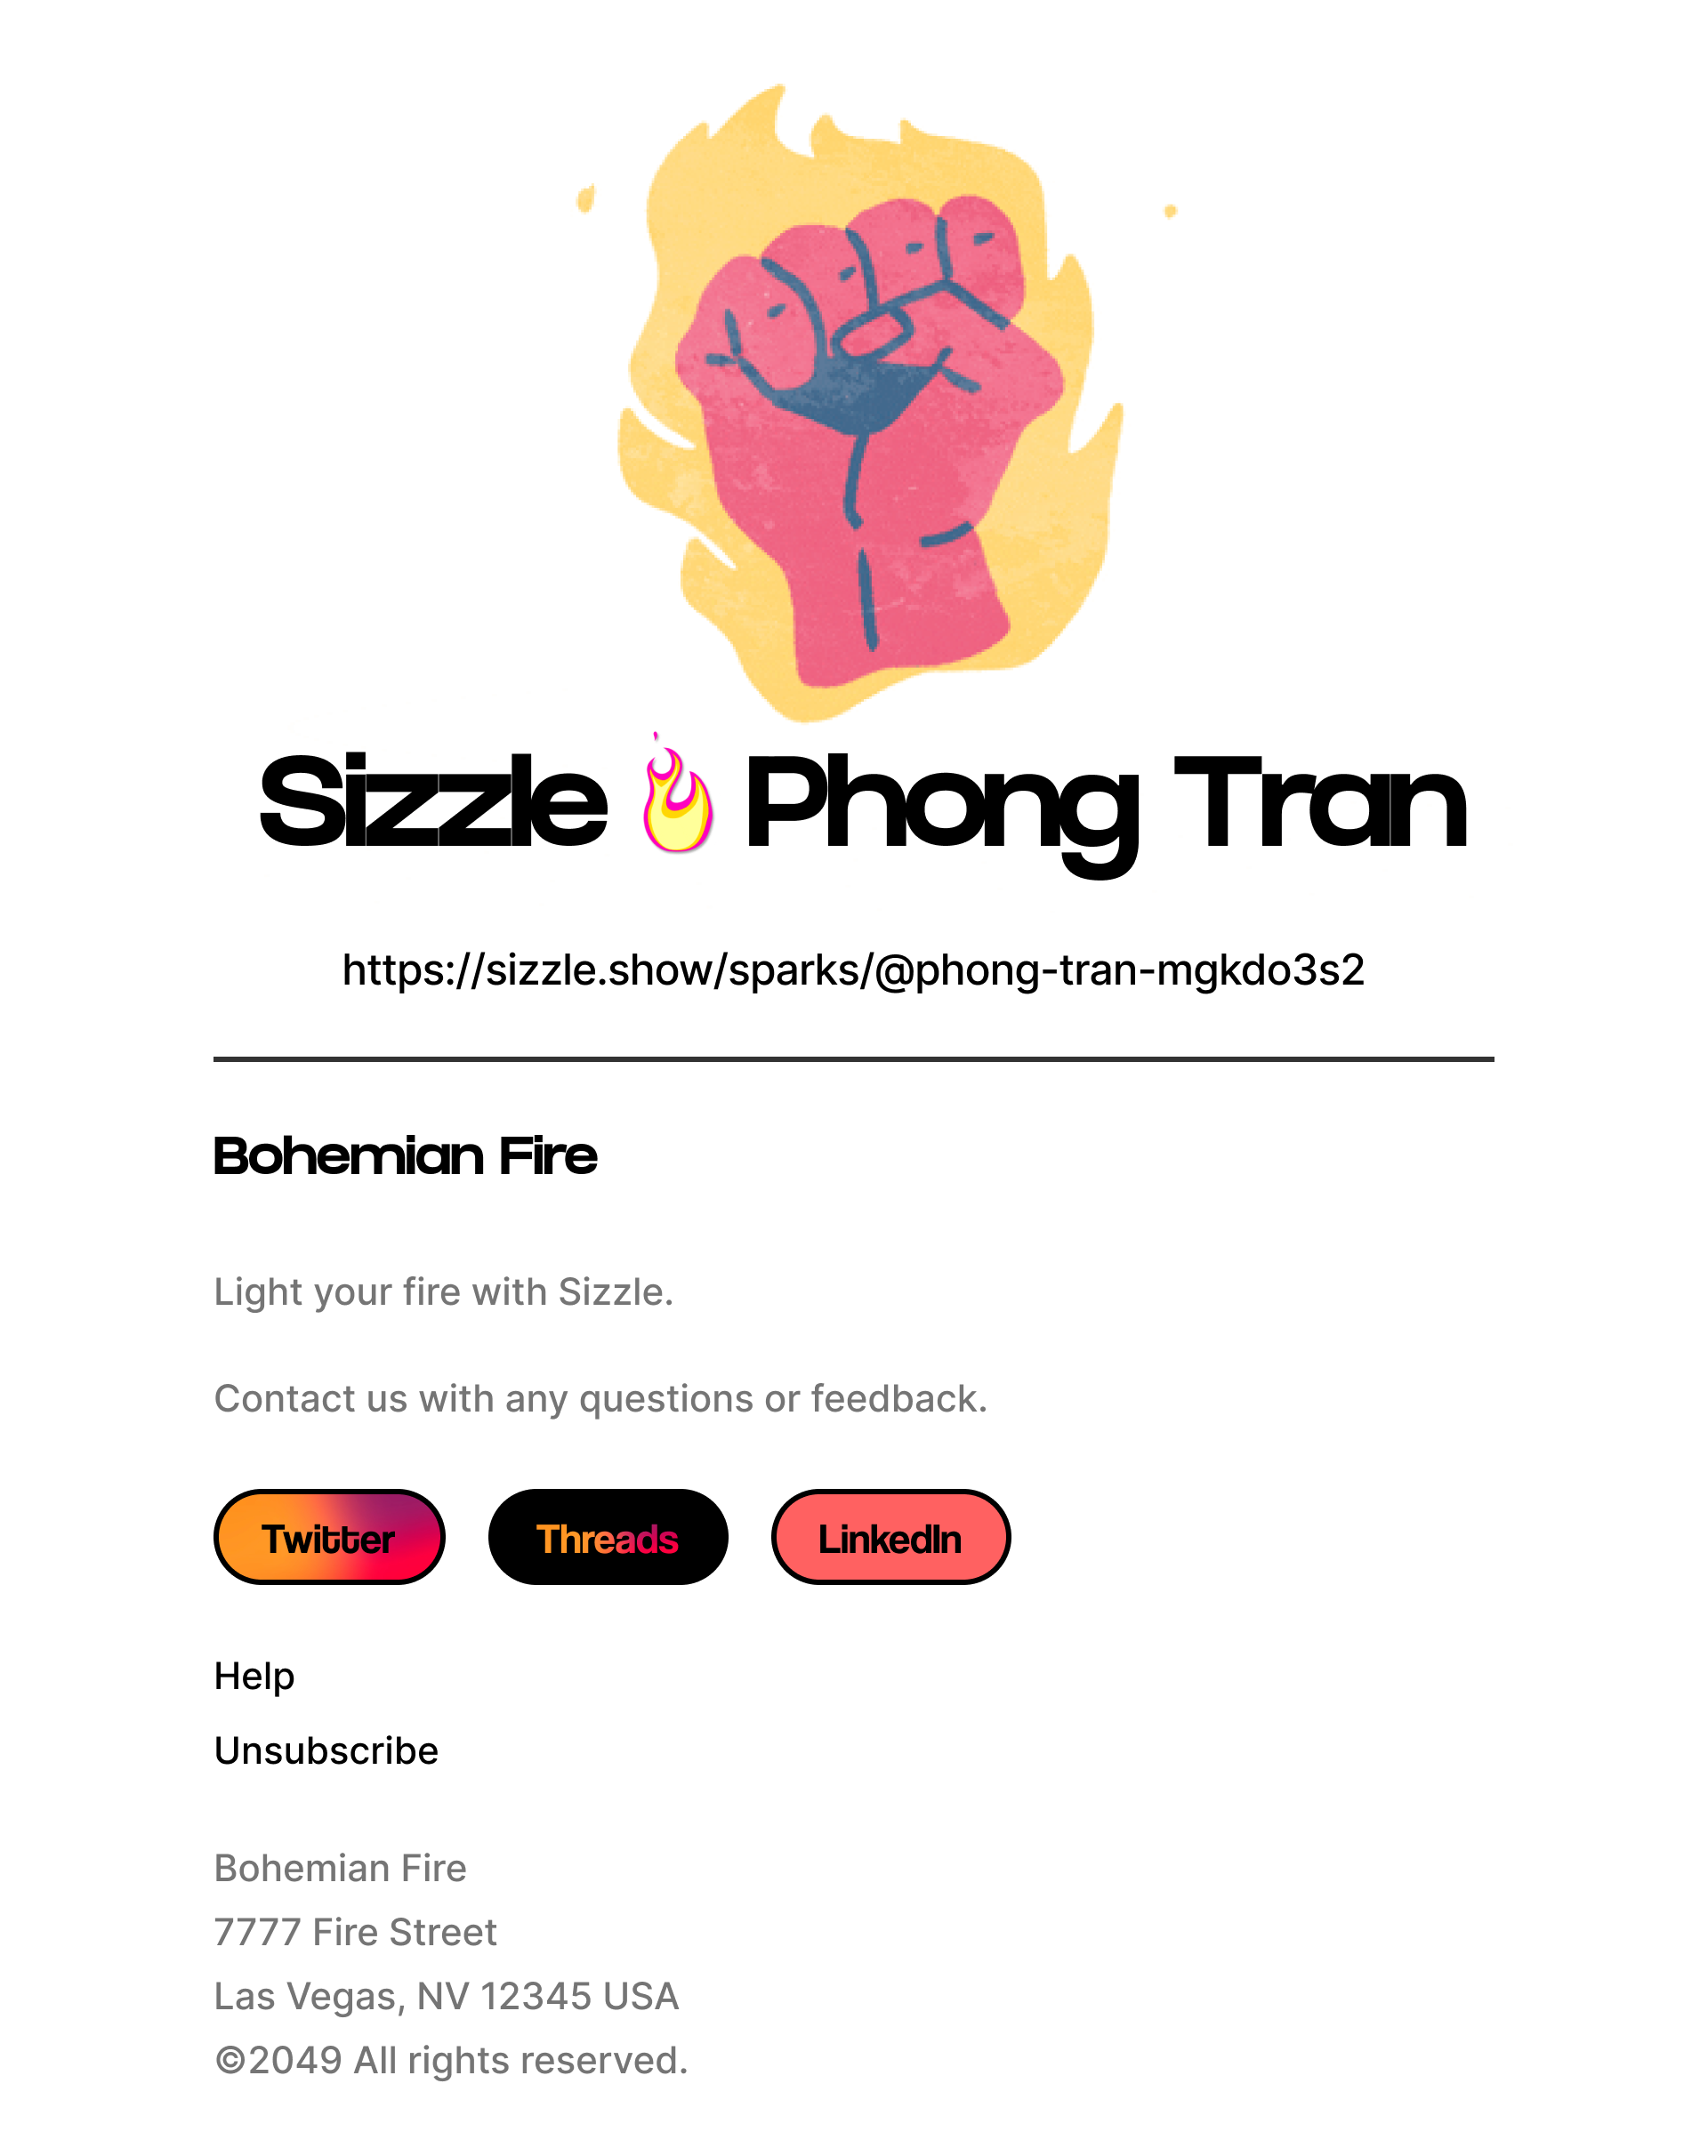 Sizzle🔥Phong Tran
https://sizzle.show/sparks/@phong-tran-mgkdo3s2
Bohemian Fire
Light your fire with Sizzle.
Contact us with any questions or feedback.
Twitter Threads LinkedIn
Help
Unsubscribe
Bohemian Fire
7777 Fire Street
Las Vegas, NV 12345 USA
©2049 All rights reserved.